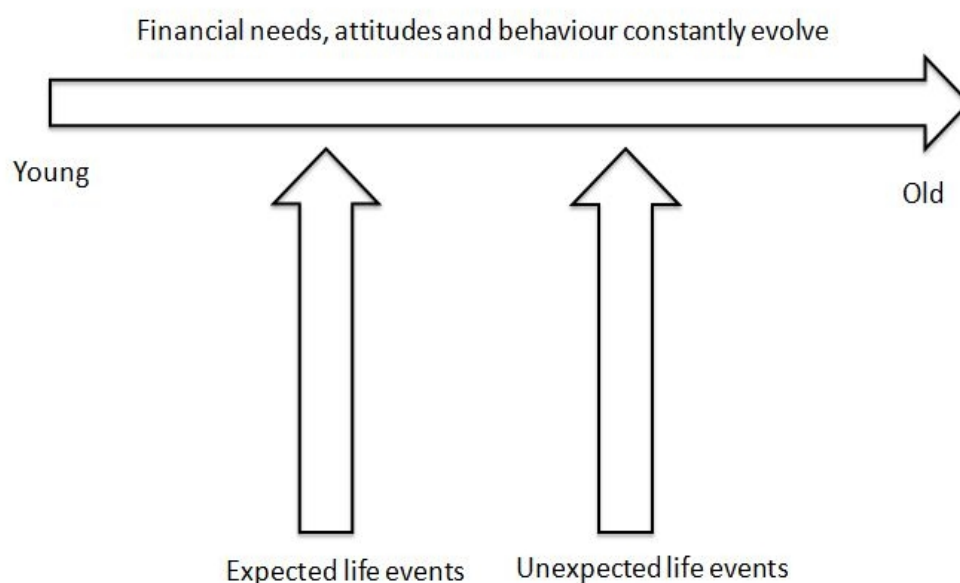 Financial needs, attitudes and behaviour constantly evolve
Young
Old
Expected life events
Unexpected life events